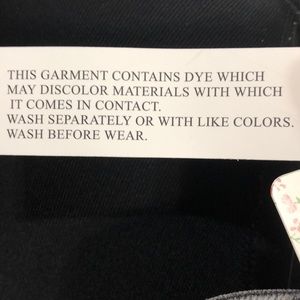 THIS GARMENT CONTAINS DYE WHICH
MAY DISCOLOR MATERIALS WITH WHICH
IT COMES IN CONTACT.
WASH SEPARATELY OR WITH LIKE COLORS.
WASH BEFORE WEAR.